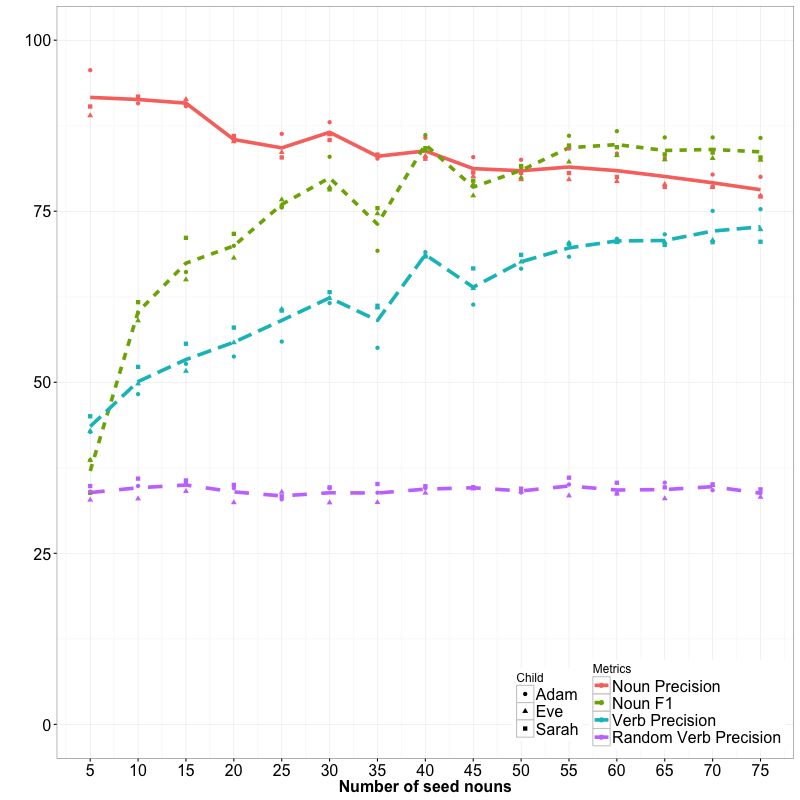 100
75
50
25
0
Child
Adam
Eve
Sarah
Metrics
Noun Precision
Noun F1
Verb Precision
Random Verb Precision
5 10 15 20 25 30 35 40 45 50 55 60 65 70 75
Number of seed nouns